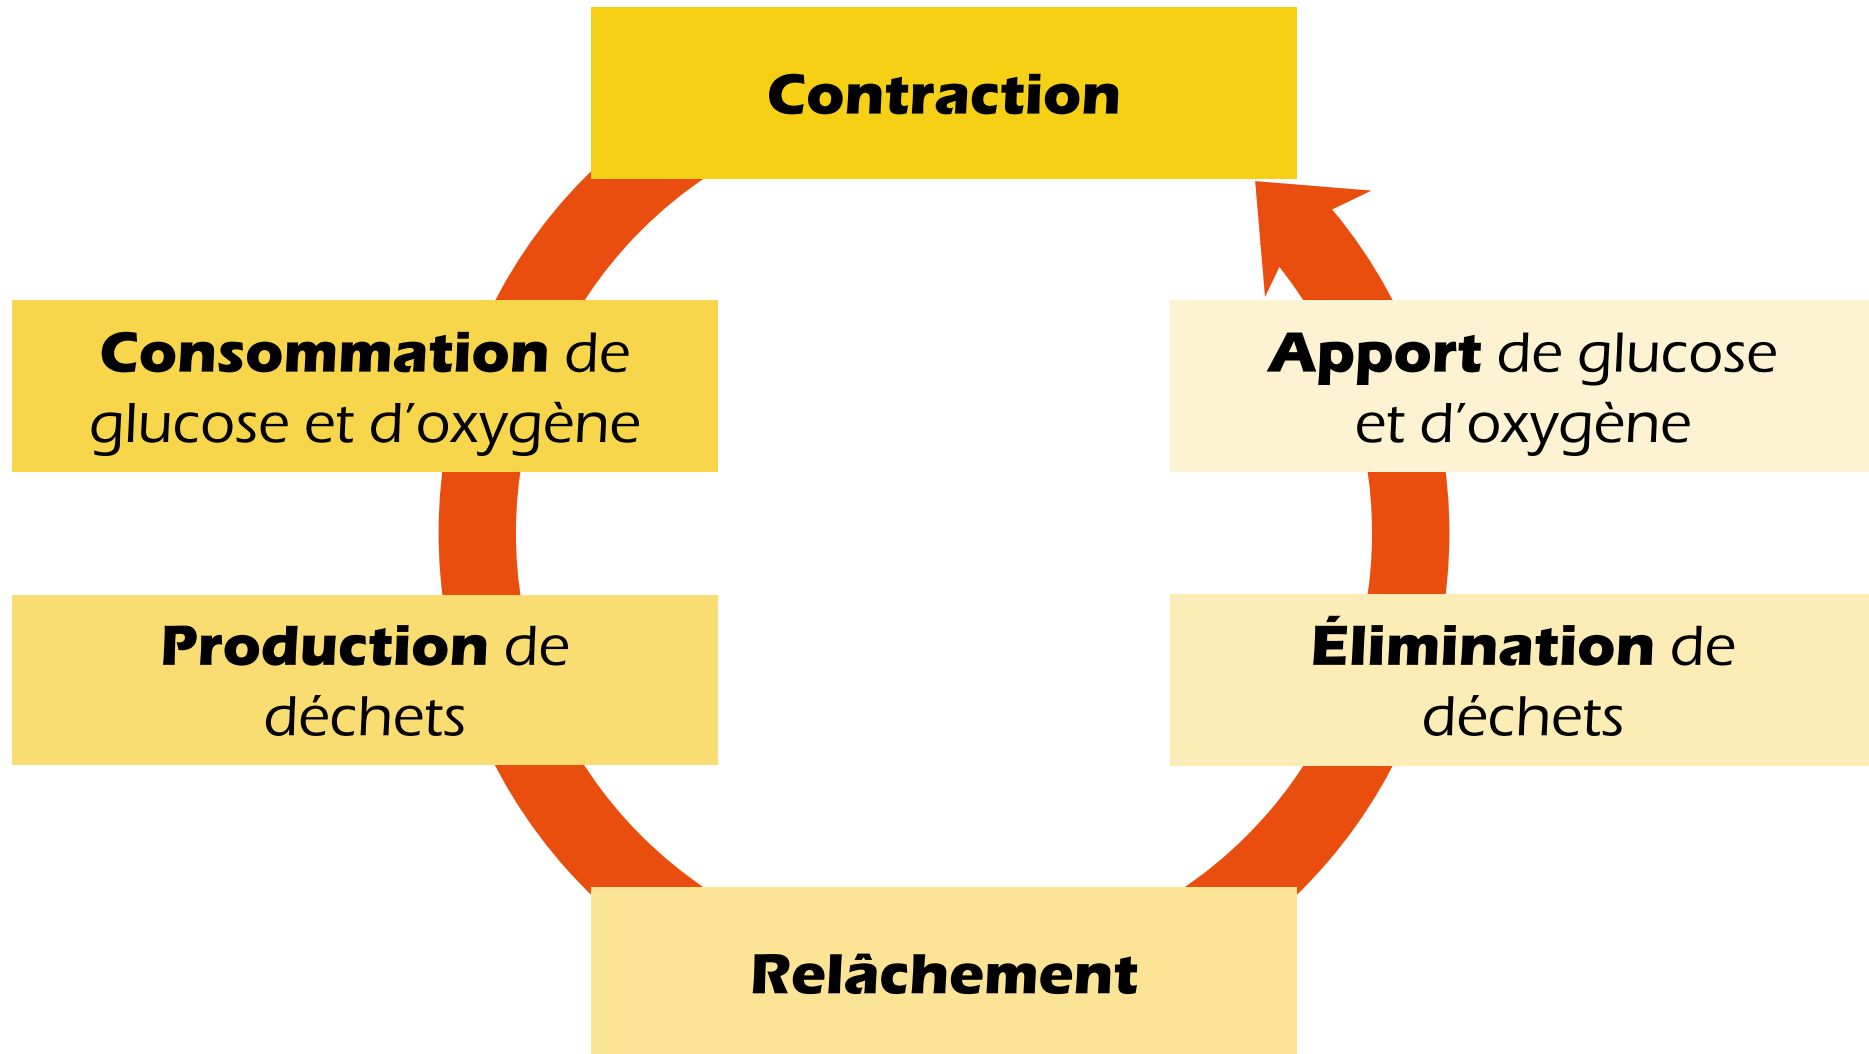 Contraction
Consommation de
glucose et d’oxygène
Production de
déchets
Relâchement
Élimination de
déchets
Apport de glucose
et d’oxygène